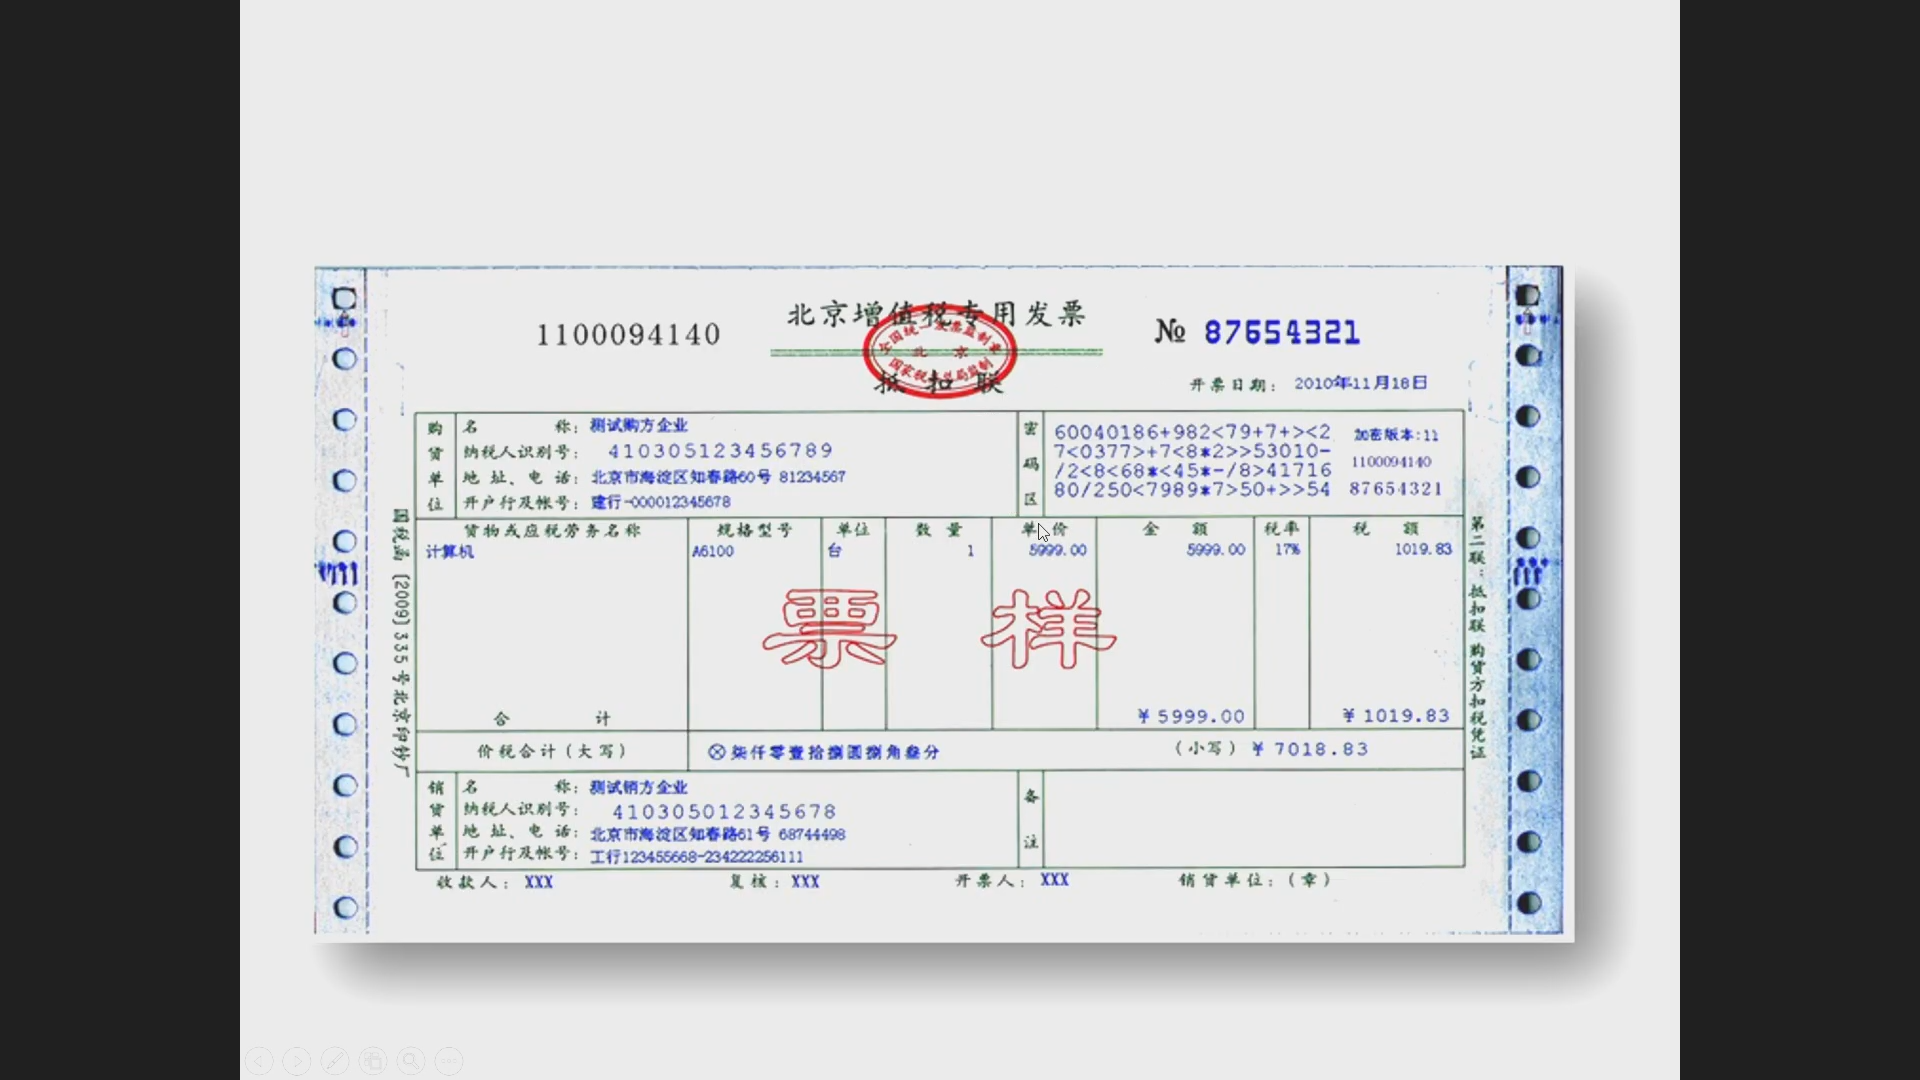 北京增值税专用发票
1100094140
№ 87654321
全国统一发票监制章
北京
国家税务总局监制
抵扣联
开票日期: 2010年11月18日
购货单位
名 称: 测试购方企业
纳税人识别号: 410305123456789
地 址、电 话: 北京市海淀区知春路60号 81234567
开户行及帐号: 建行-000012345678
密码区
60040186+982<79+7+><2 加密版本:11
7<0377>+7<8*2>>53010- 1100094140
/2<8<68*<45*-/8>41716
80/250<7989*7>50+>>54 87654321
货物或应税劳务名称 规格型号 单位 数 量 单 价 金 额 税率 税 额
计算机 A6100 台 1 5999.00 5999.00 17% 1019.83
票 样
合 计 ¥5999.00 ¥1019.83
价税合计(大写) ⊗柒仟零壹拾捌圆捌角叁分 (小写) ¥7018.83
销货单位
名 称: 测试销方企业
纳税人识别号: 410305012345678
地 址、电 话: 北京市海淀区知春路61号 68744498
开户行及帐号: 工行123455668-234222256111
备注
收款人: XXX 复核: XXX 开票人: XXX 销货单位:(章)
国税函〔2009〕335号北京印钞厂
第二联:抵扣联 购货方扣税凭证